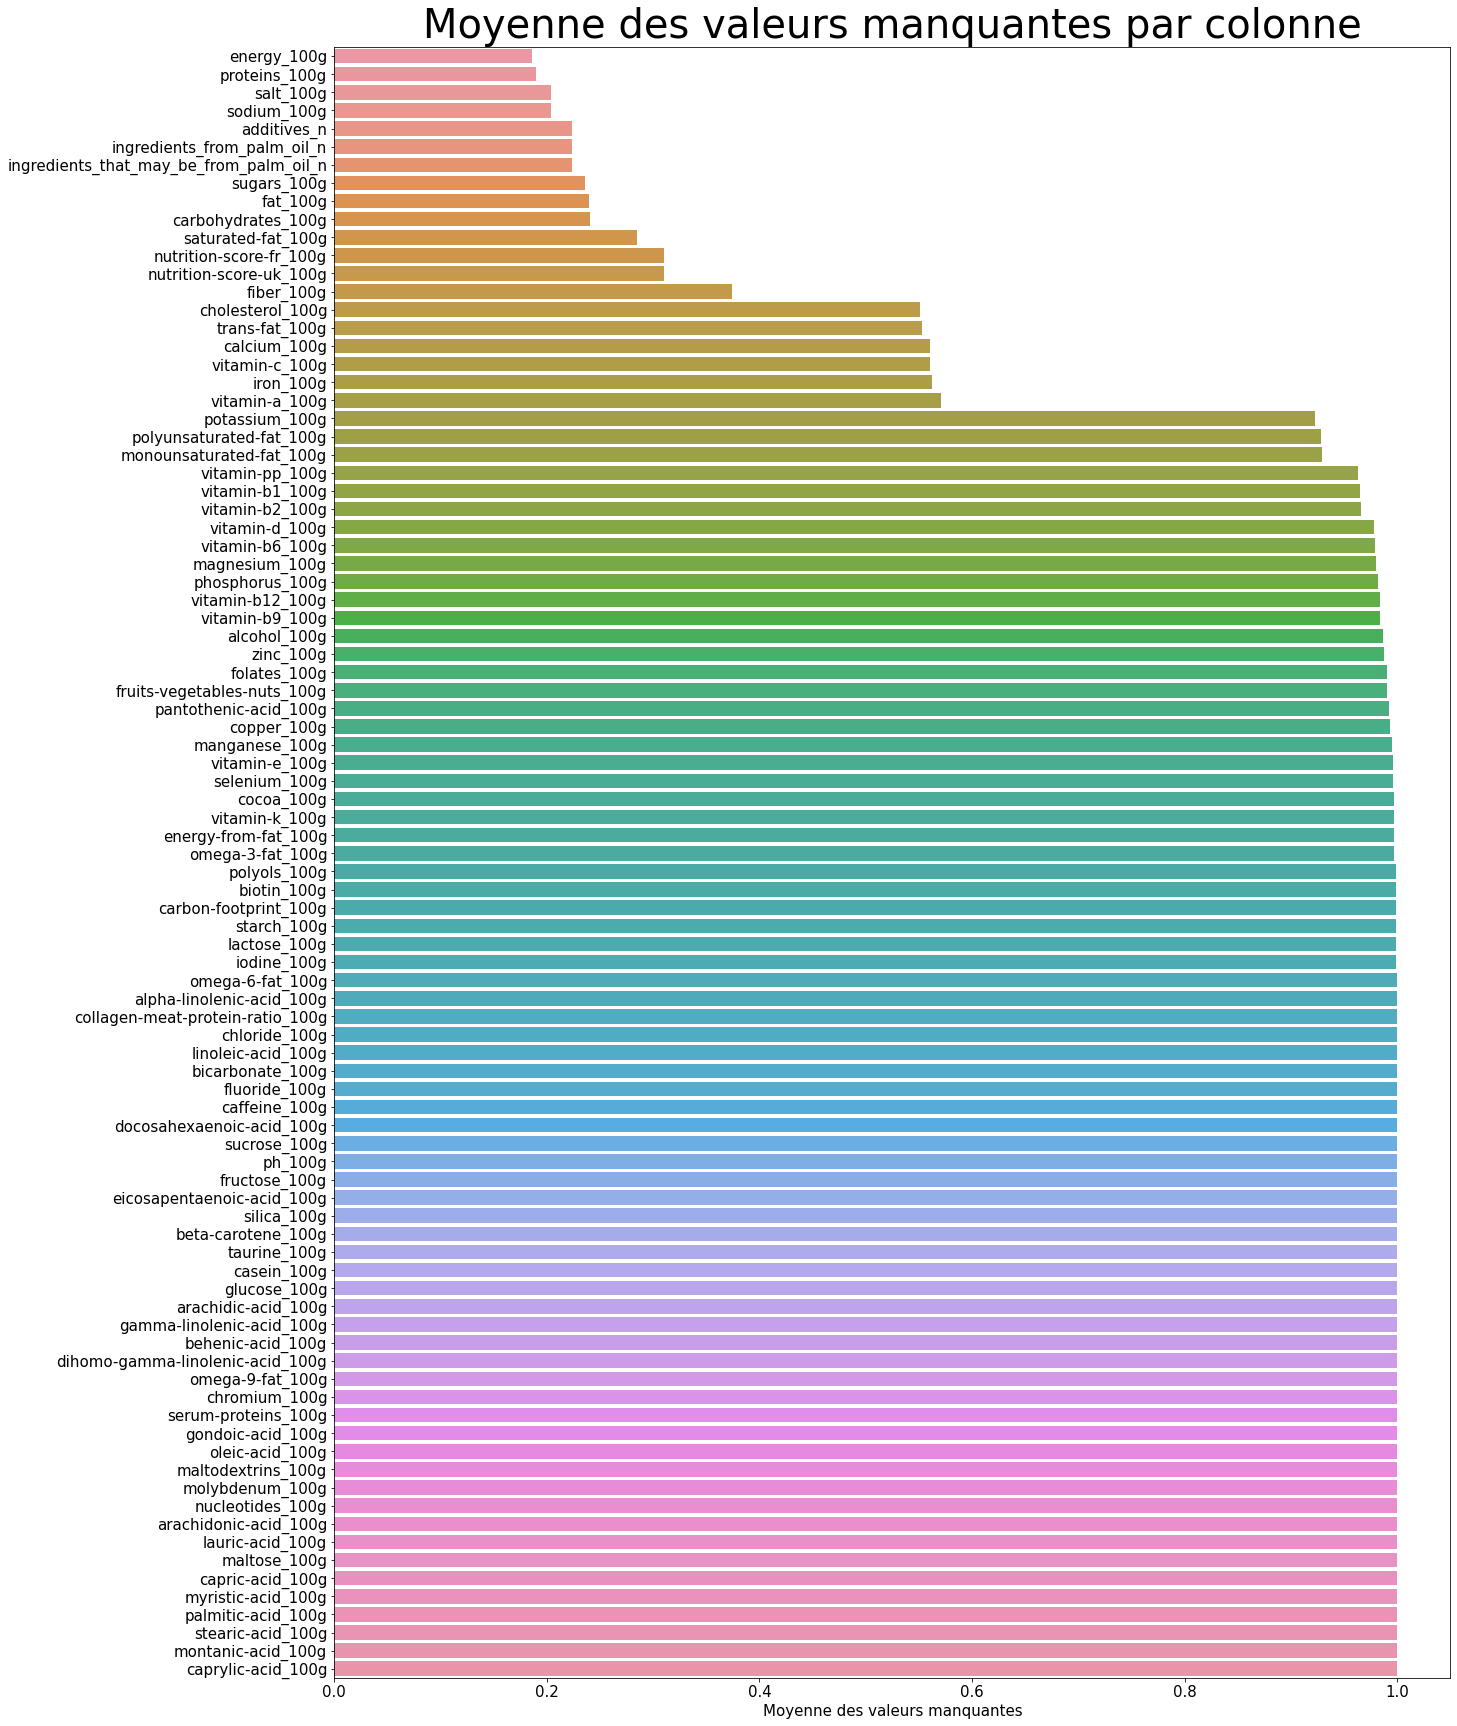 Moyenne des valeurs manquantes par colonne
energy_100g
proteins_100g
salt_100g
sodium_100g
additives_n
ingredients_from_palm_oil_n
ingredients_that_may_be_from_palm_oil_n
sugars_100g
fat_100g
carbohydrates_100g
saturated-fat_100g
nutrition-score-fr_100g
nutrition-score-uk_100g
fiber_100g
cholesterol_100g
trans-fat_100g
calcium_100g
vitamin-c_100g
iron_100g
vitamin-a_100g
potassium_100g
polyunsaturated-fat_100g
monounsaturated-fat_100g
vitamin-pp_100g
vitamin-b1_100g
vitamin-b2_100g
vitamin-d_100g
vitamin-b6_100g
magnesium_100g
phosphorus_100g
vitamin-b12_100g
vitamin-b9_100g
alcohol_100g
zinc_100g
folates_100g
fruits-vegetables-nuts_100g
pantothenic-acid_100g
copper_100g
manganese_100g
vitamin-e_100g
selenium_100g
cocoa_100g
vitamin-k_100g
energy-from-fat_100g
omega-3-fat_100g
polyols_100g
biotin_100g
carbon-footprint_100g
starch_100g
lactose_100g
iodine_100g
omega-6-fat_100g
alpha-linolenic-acid_100g
collagen-meat-protein-ratio_100g
chloride_100g
linoleic-acid_100g
bicarbonate_100g
fluoride_100g
caffeine_100g
docosahexaenoic-acid_100g
sucrose_100g
ph_100g
fructose_100g
eicosapentaenoic-acid_100g
silica_100g
beta-carotene_100g
taurine_100g
casein_100g
glucose_100g
arachidic-acid_100g
gamma-linolenic-acid_100g
behenic-acid_100g
dihomo-gamma-linolenic-acid_100g
omega-9-fat_100g
chromium_100g
serum-proteins_100g
gondoic-acid_100g
oleic-acid_100g
maltodextrins_100g
molybdenum_100g
nucleotides_100g
arachidonic-acid_100g
lauric-acid_100g
maltose_100g
capric-acid_100g
myristic-acid_100g
palmitic-acid_100g
stearic-acid_100g
montanic-acid_100g
caprylic-acid_100g
0.0 0.2 0.4 0.6 0.8 1.0
Moyenne des valeurs manquantes